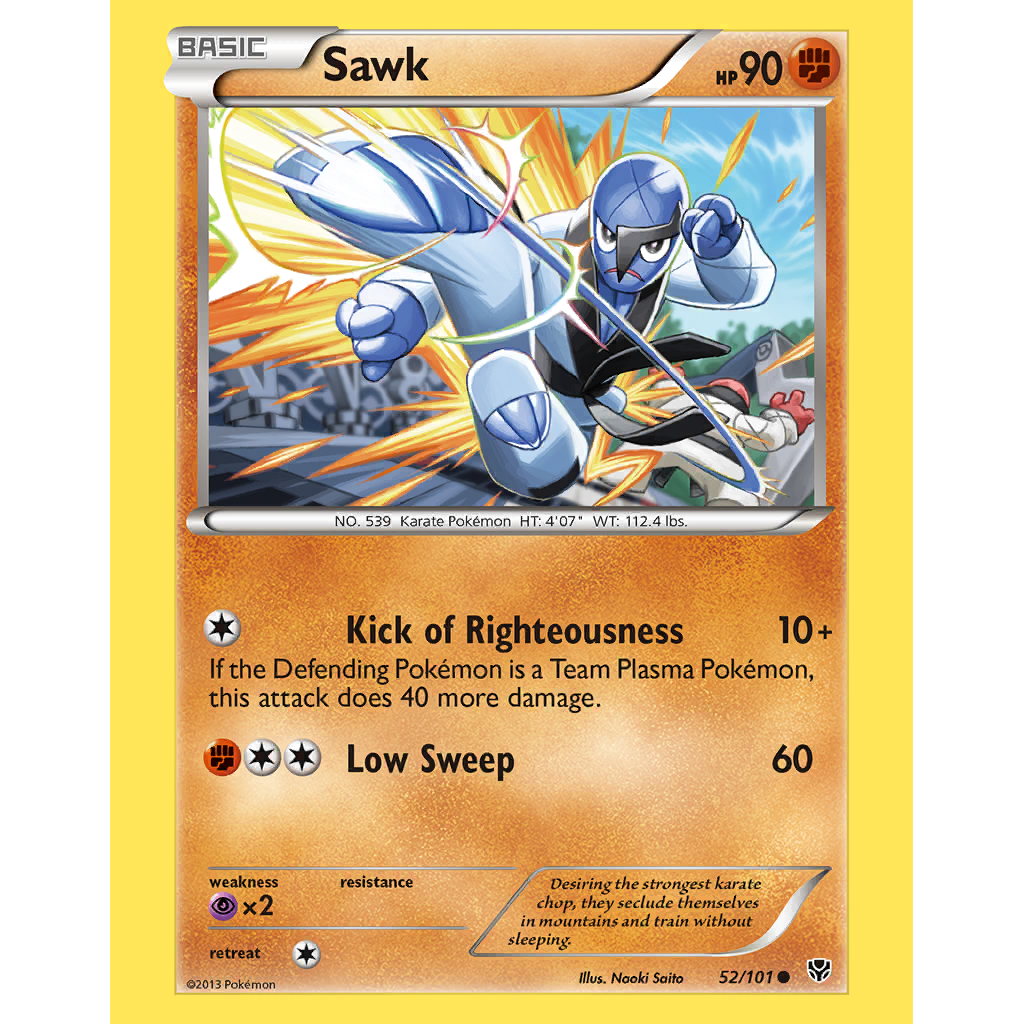 BASIC
Sawk
HP 90
NO. 539 Karate Pokémon HT: 4'07" WT: 112.4 lbs.
Kick of Righteousness 10+
If the Defending Pokémon is a Team Plasma Pokémon,
this attack does 40 more damage.
Low Sweep 60
weakness resistance
×2
retreat
Desiring the strongest karate
chop, they seclude themselves
in mountains and train without
sleeping.
©2013 Pokémon
Illus. Naoki Saito 52/101